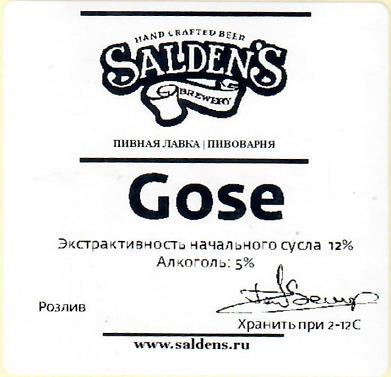 HAND CRAFTED BEER
SALDEN'S
BREWERY
ПИВНАЯ ЛАВКА | ПИВОВАРНЯ
Gose
Экстрактивность начального сусла 12%
Алкоголь: 5%
Розлив
Хранить при 2-12С
www.saldens.ru